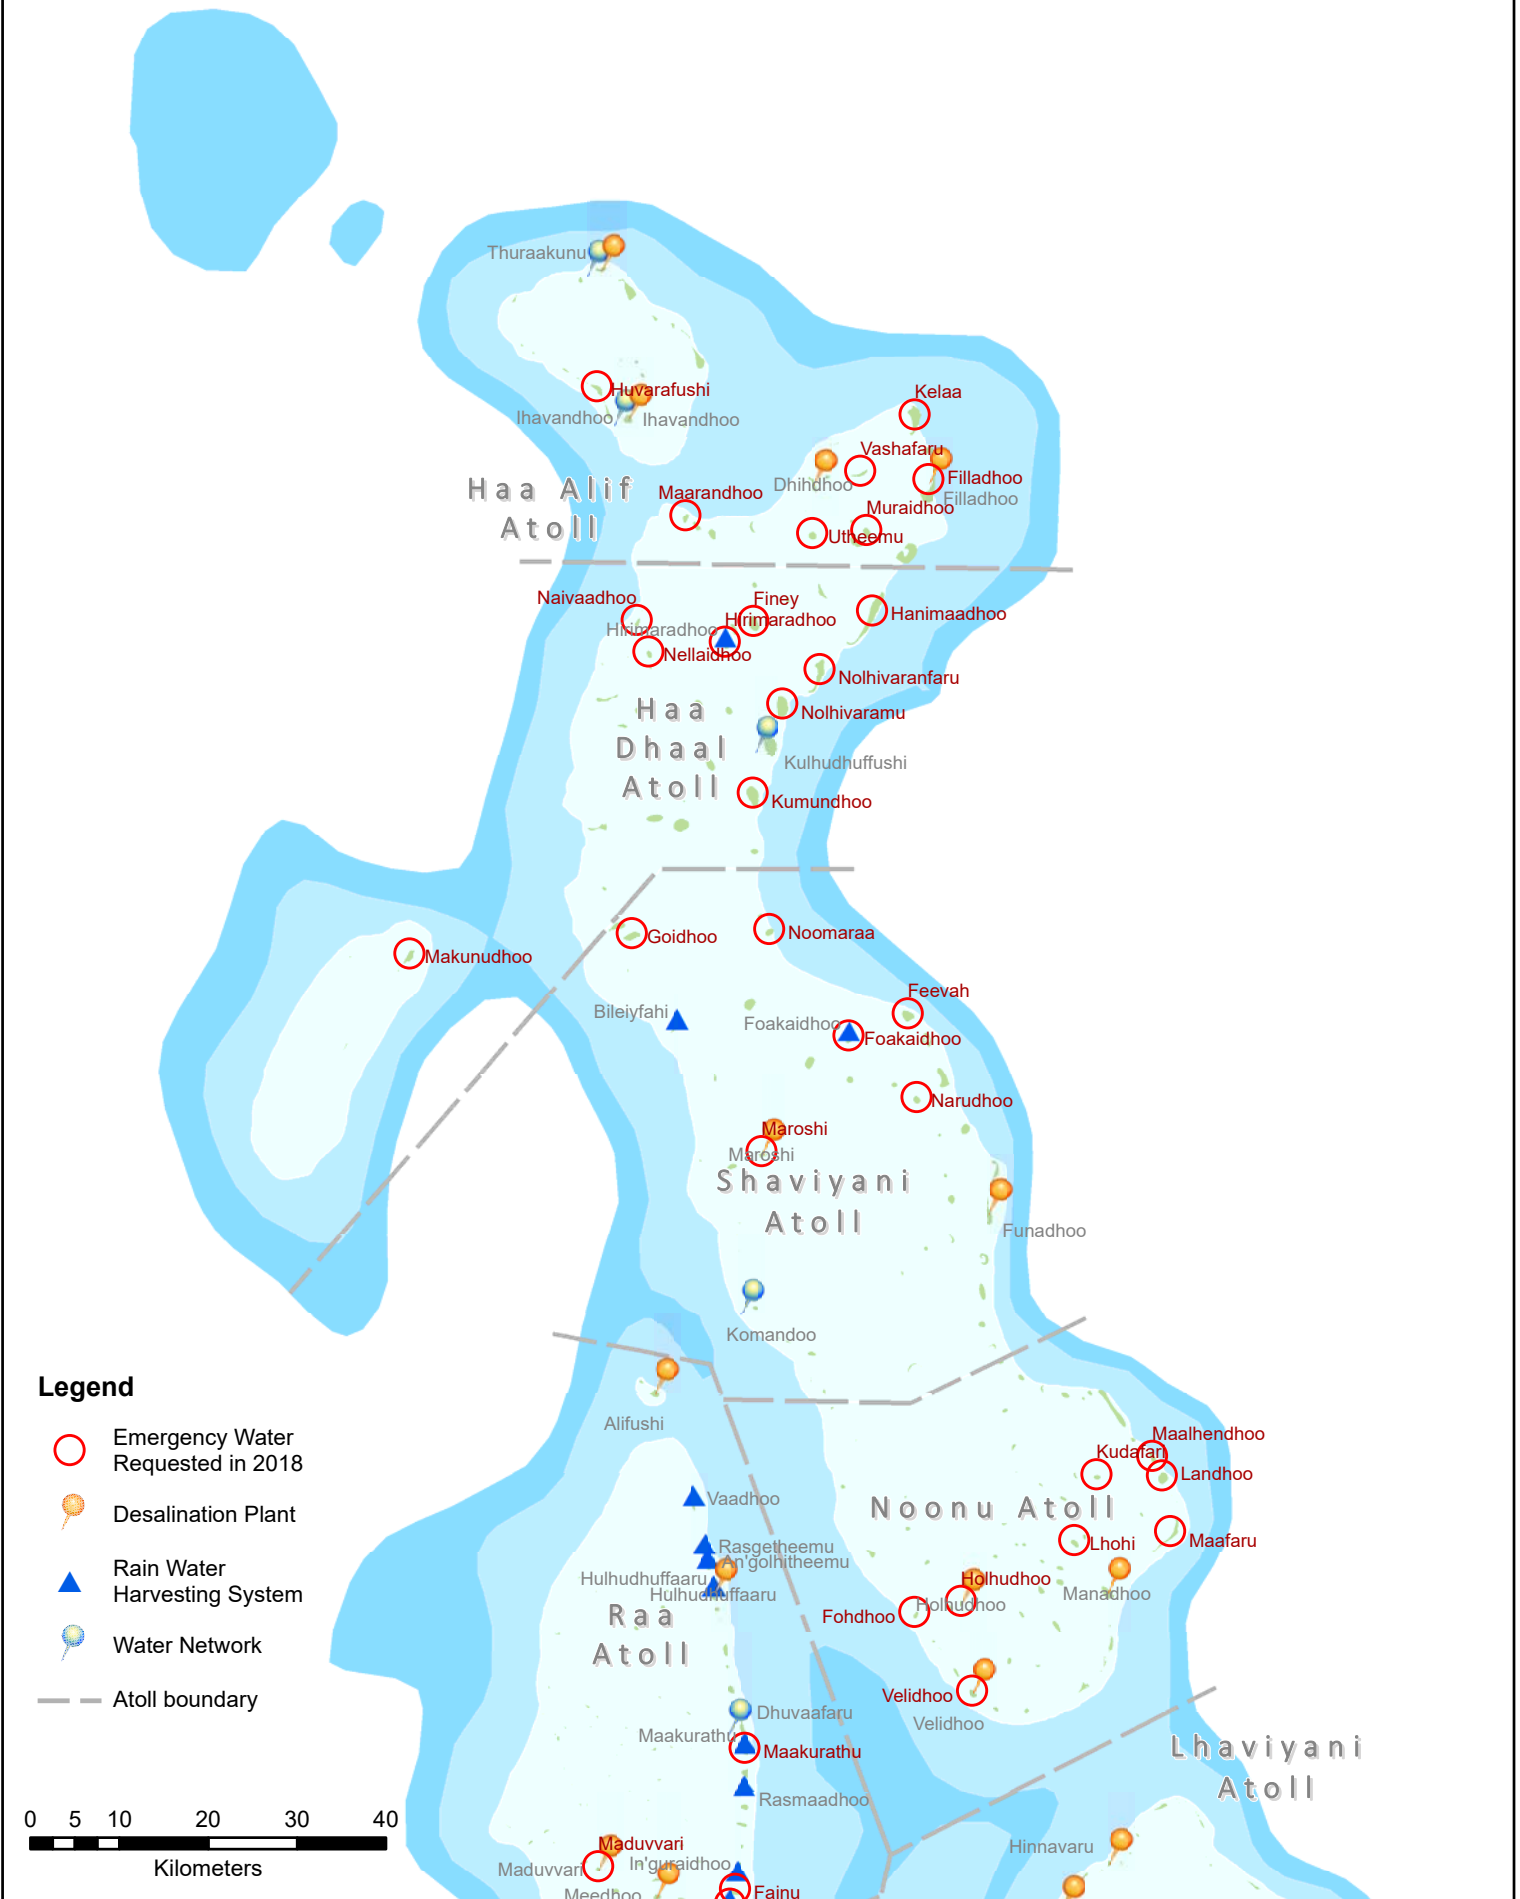 Thuraakunu
Huvarafushi
Ihavandhoo
Ihavandhoo
Kelaa
Vashafaru
Dhihdhoo
Filladhoo
Filladhoo
Haa Alif
Atoll
Maarandhoo
Muraidhoo
Utheemu
Naivaadhoo
Finey
Hirimaradhoo
Hirimaradhoo
Hanimaadhoo
Nellaidhoo
Nolhivaranfaru
Haa
Dhaal
Atoll
Nolhivaramu
Kulhudhuffushi
Kumundhoo
Goidhoo
Noomaraa
Makunudhoo
Feevah
Bileiyfahi
Foakaidhoo
Foakaidhoo
Narudhoo
Maroshi
Maroshi
Shaviyani
Atoll
Funadhoo
Komandoo
Alifushi
Legend
Emergency Water
Requested in 2018
Desalination Plant
Rain Water
Harvesting System
Water Network
Atoll boundary
Maalhendhoo
Kudafari
Landhoo
Vaadhoo
Noonu Atoll
Rasgetheemu
An'golhitheemu
Lhohi
Maafaru
Hulhudhuffaaru
Hulhudhuffaaru
Holhudhoo
Holhudhoo
Manadhoo
Fohdhoo
Raa
Atoll
Velidhoo
Velidhoo
Dhuvaafaru
Maakurathu
Maakurathu
Lhaviyani
Atoll
Rasmaadhoo
0 5 10 20 30 40
Kilometers
Maduvvari
Maduvvari
In'guraidhoo
Hinnavaru
Meedhoo
Fainu